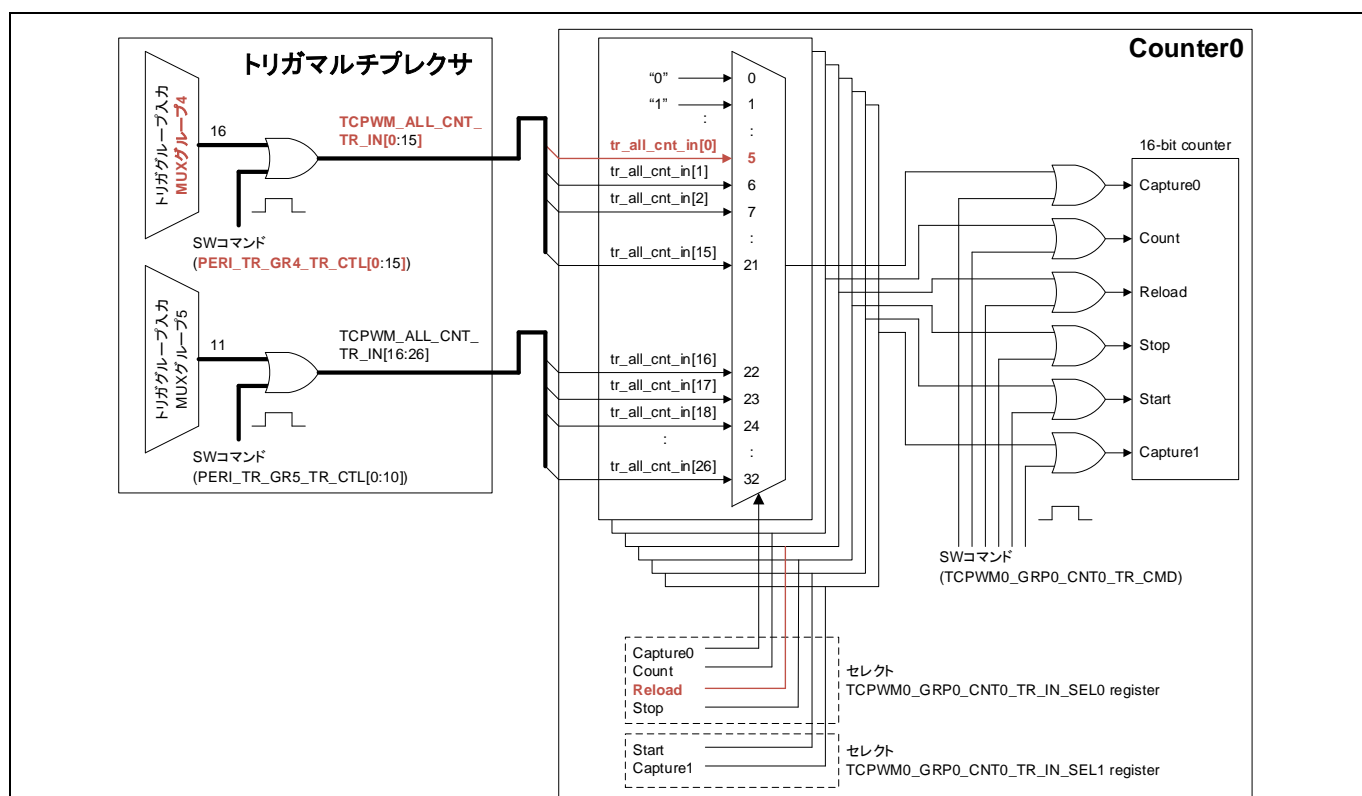 トリガマルチプレクサ
トリガグループ入力
MUXグループ4
16
TCPWM_ALL_CNT_
TR_IN[0:15]
SWコマンド
(PERI_TR_GR4_TR_CTL[0:15])
トリガグループ入力
MUXグループ5
11
TCPWM_ALL_CNT_
TR_IN[16:26]
SWコマンド
(PERI_TR_GR5_TR_CTL[0:10])
Counter0
“0”
0
“1”
1
:
:
tr_all_cnt_in[0]
5
tr_all_cnt_in[1]
6
tr_all_cnt_in[2]
7
:
tr_all_cnt_in[15]
21
tr_all_cnt_in[16]
22
tr_all_cnt_in[17]
23
tr_all_cnt_in[18]
24
:
:
tr_all_cnt_in[26]
32
16-bit counter
Capture0
Count
Reload
Stop
Start
Capture1
SWコマンド
(TCPWM0_GRP0_CNT0_TR_CMD)
Capture0
Count
Reload
Stop
セレクト
TCPWM0_GRP0_CNT0_TR_IN_SEL0 register
Start
Capture1
セレクト
TCPWM0_GRP0_CNT0_TR_IN_SEL1 register